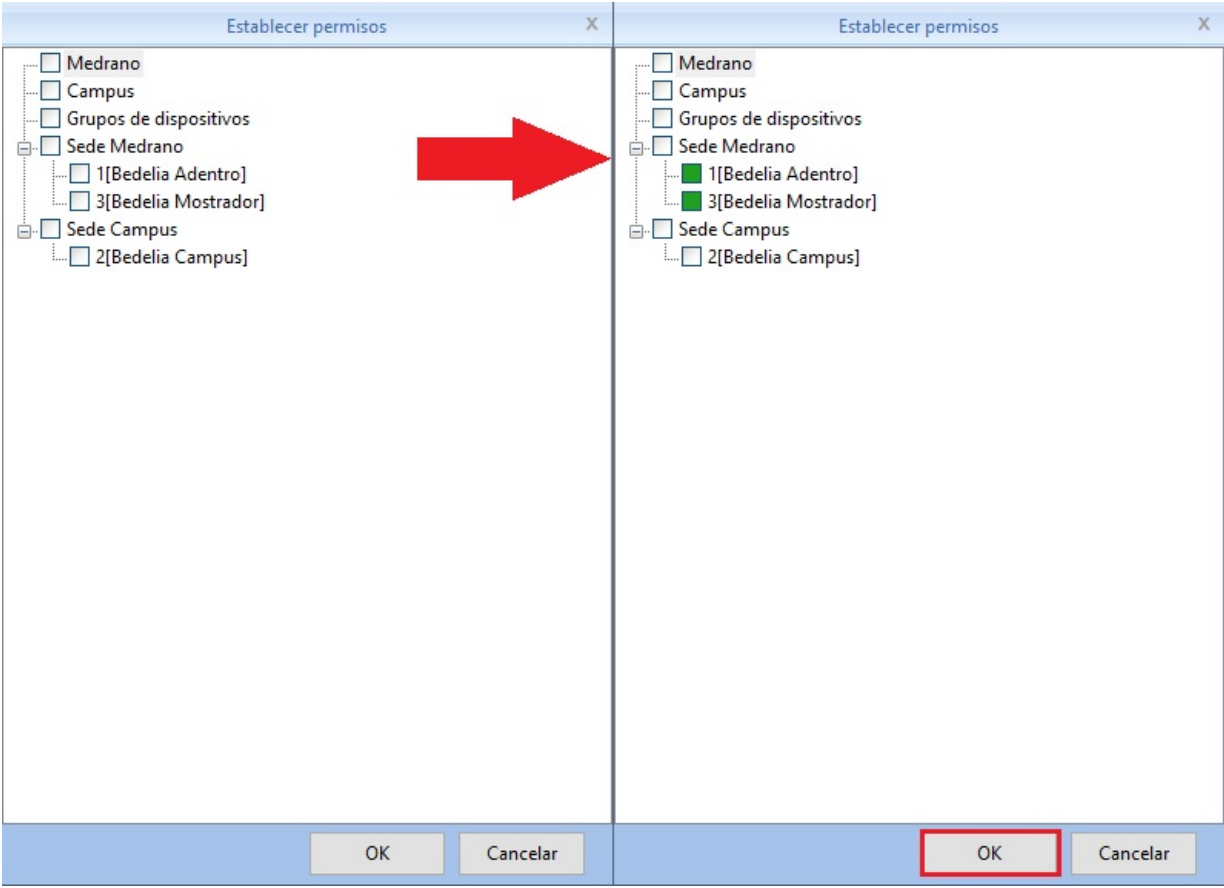 Establecer permisos X
Medrano
Campus
Grupos de dispositivos
Sede Medrano
1[Bedelia Adentro]
3[Bedelia Mostrador]
Sede Campus
2[Bedelia Campus]
OK Cancelar
Establecer permisos X
Medrano
Campus
Grupos de dispositivos
Sede Medrano
1[Bedelia Adentro]
3[Bedelia Mostrador]
Sede Campus
2[Bedelia Campus]
OK Cancelar